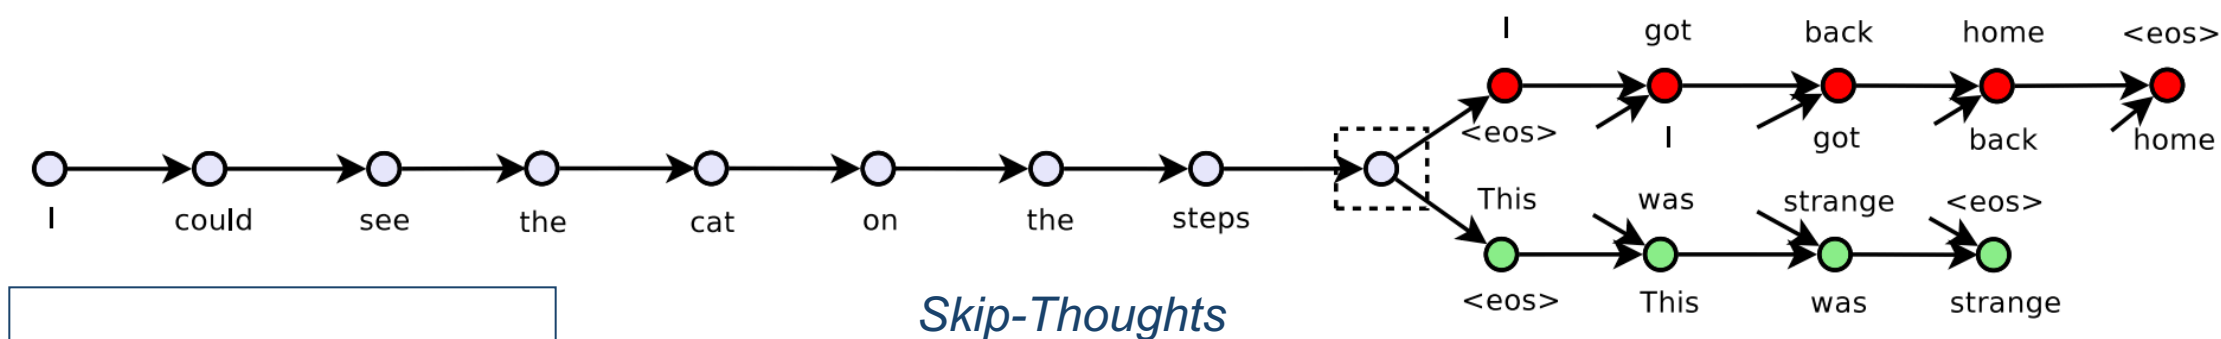 I got back home <eos>
<eos> I got back home
I could see the cat on the steps
This was strange <eos>
<eos> This was strange
Skip-Thoughts